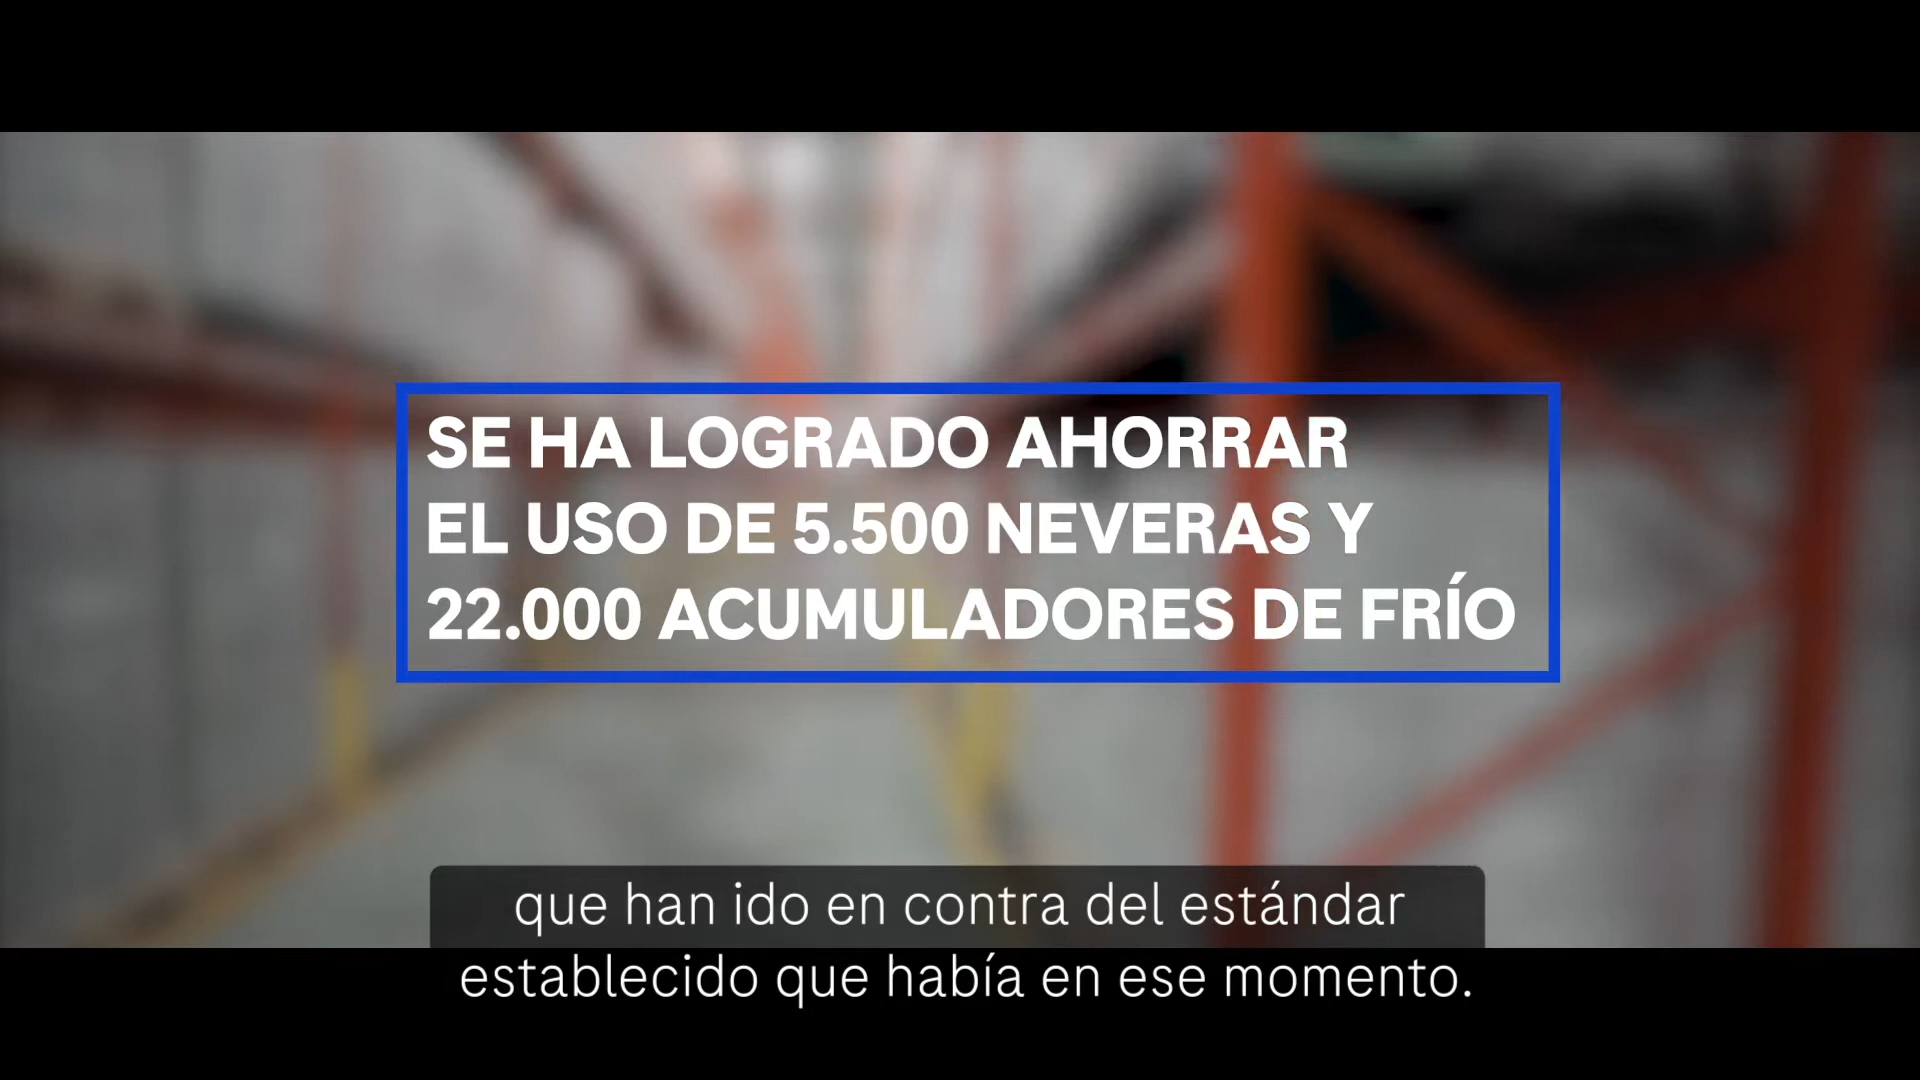 SE HA LOGRADO AHORRAR
EL USO DE 5.500 NEVERAS Y
22.000 ACUMULADORES DE FRÍO
que han ido en contra del estándar
establecido que había en ese momento.